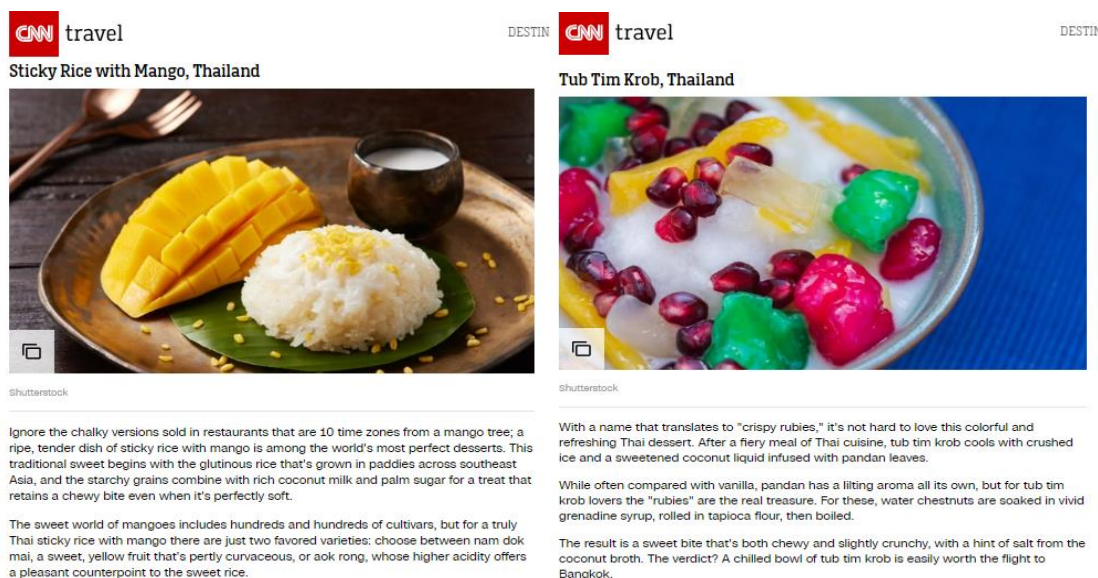 CNN travel
DESTIN
Sticky Rice with Mango, Thailand
Shutterstock
Ignore the chalky versions sold in restaurants that are 10 time zones from a mango tree; a
ripe, tender dish of sticky rice with mango is among the world's most perfect desserts. This
traditional sweet begins with the glutinous rice that's grown in paddies across southeast
Asia, and the starchy grains combine with rich coconut milk and palm sugar for a treat that
retains a chewy bite even when it's perfectly soft.
The sweet world of mangoes includes hundreds and hundreds of cultivars, but for a truly
Thai sticky rice with mango there are just two favored varieties: choose between nam dok
mai, a sweet, yellow fruit that's pertly curvaceous, or aok rong, whose higher acidity offers
a pleasant counterpoint to the sweet rice.
CNN travel
DESTIN
Tub Tim Krob, Thailand
Shutterstock
With a name that translates to "crispy rubies," it's not hard to love this colorful and
refreshing Thai dessert. After a fiery meal of Thai cuisine, tub tim krob cools with crushed
ice and a sweetened coconut liquid infused with pandan leaves.
While often compared with vanilla, pandan has a lilting aroma all its own, but for tub tim
krob lovers the "rubies" are the real treasure. For these, water chestnuts are soaked in vivid
grenadine syrup, rolled in tapioca flour, then boiled.
The result is a sweet bite that's both chewy and slightly crunchy, with a hint of salt from the
coconut broth. The verdict? A chilled bowl of tub tim krob is easily worth the flight to
Bangkok.